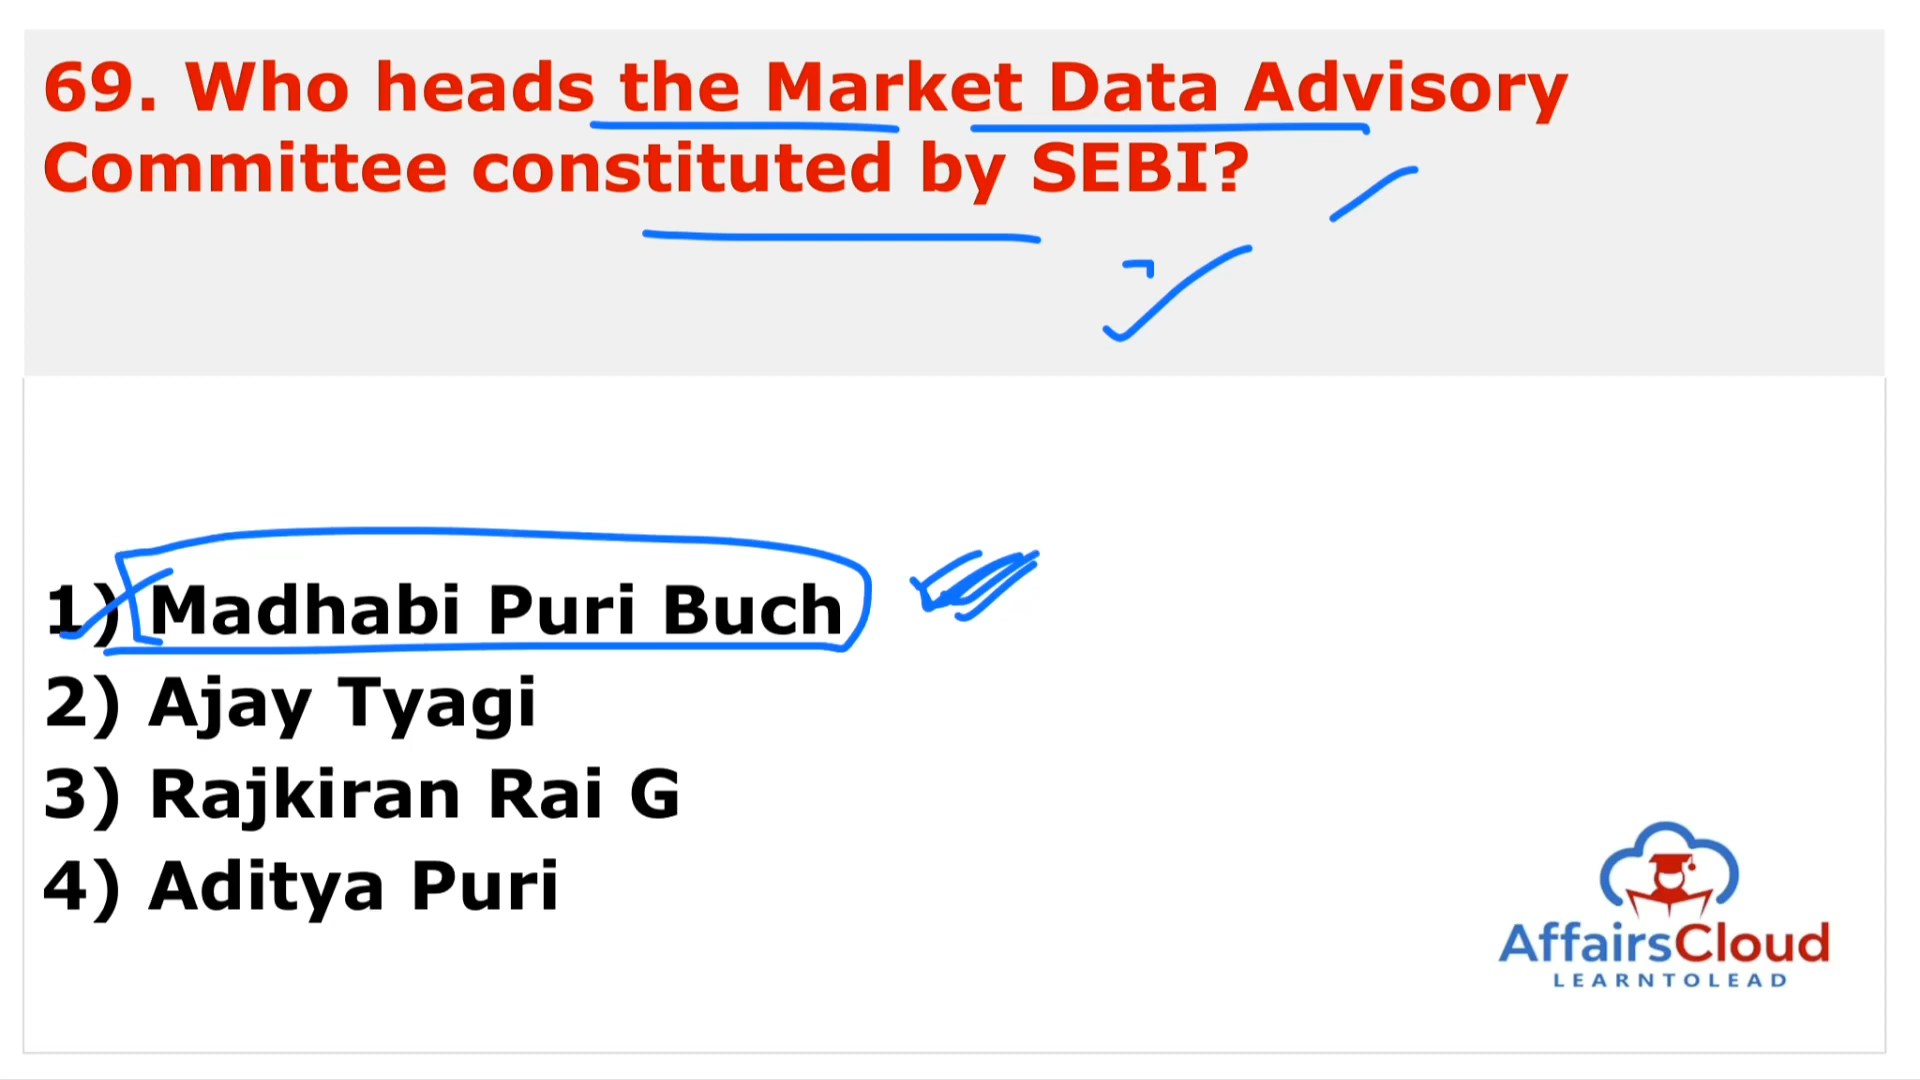 69. Who heads the Market Data Advisory
Committee constituted by SEBI?
1) Madhabi Puri Buch
2) Ajay Tyagi
3) Rajkiran Rai G
4) Aditya Puri
AffairsCloud
LEARNTOLEAD